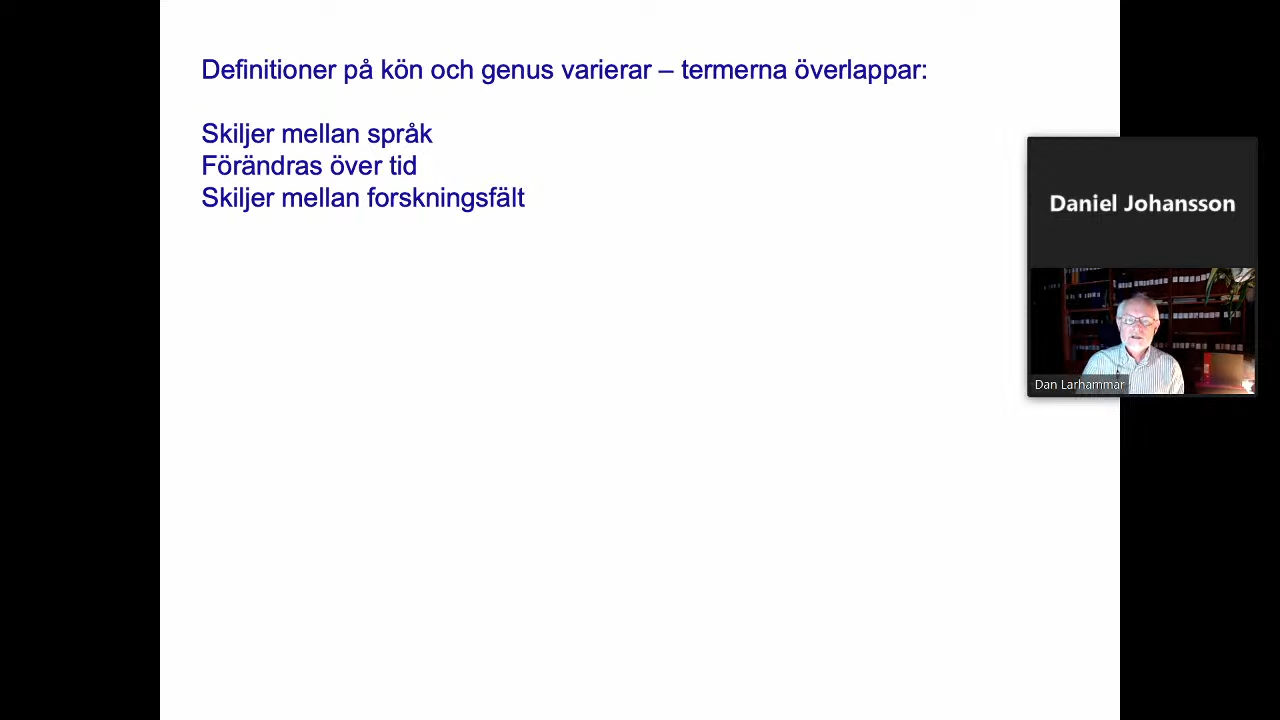 Definitioner på kön och genus varierar – termerna överlappar:
Skiljer mellan språk
Förändras över tid
Skiljer mellan forskningsfält
Daniel Johansson
Dan Larhammar